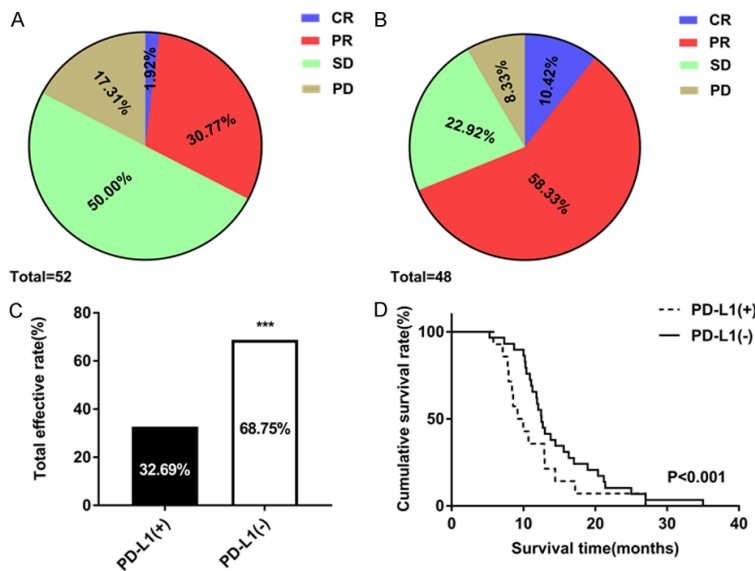 A
CR
PR
SD
PD
1.92%
30.77%
50.00%
17.31%
Total=52
B
CR
PR
SD
PD
10.42%
58.33%
22.92%
8.33%
Total=48
C
Total effective rate(%)
80
60
40
20
0
***
32.69%
68.75%
PD-L1(+)
PD-L1(-)
D
PD-L1(+)
PD-L1(-)
Cumulative survival rate(%)
100
50
0
P<0.001
0
10
20
30
40
Survival time(months)